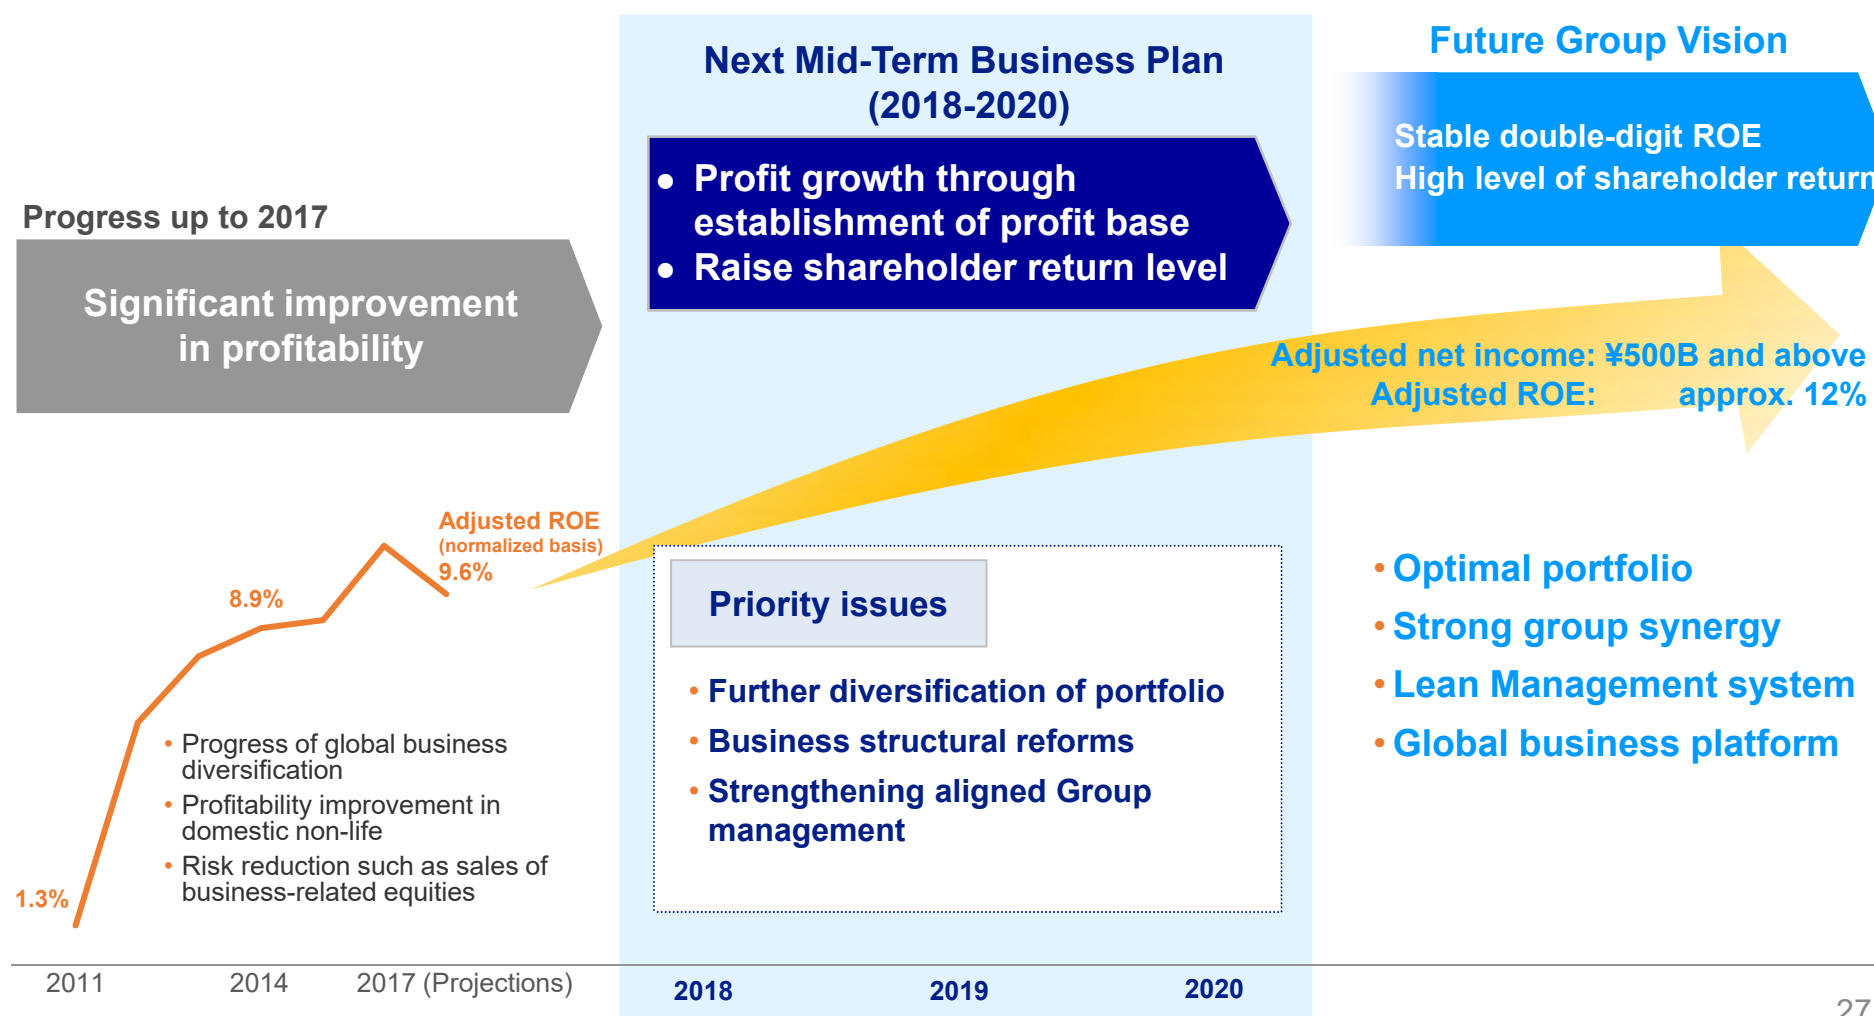 Next Mid-Term Business Plan
(2018-2020)
Future Group Vision
● Profit growth through
establishment of profit base
● Raise shareholder return level
Stable double-digit ROE
High level of shareholder return
Progress up to 2017
Significant improvement
in profitability
Adjusted net income: ¥500B and above
Adjusted ROE: approx. 12%
Adjusted ROE
(normalized basis)
9.6%
8.9%
1.3%
• Progress of global business
diversification
• Profitability improvement in
domestic non-life
• Risk reduction such as sales of
business-related equities
Priority issues
• Further diversification of portfolio
• Business structural reforms
• Strengthening aligned Group
management
• Optimal portfolio
• Strong group synergy
• Lean Management system
• Global business platform
2011
2014
2017 (Projections)
2018
2019
2020
27